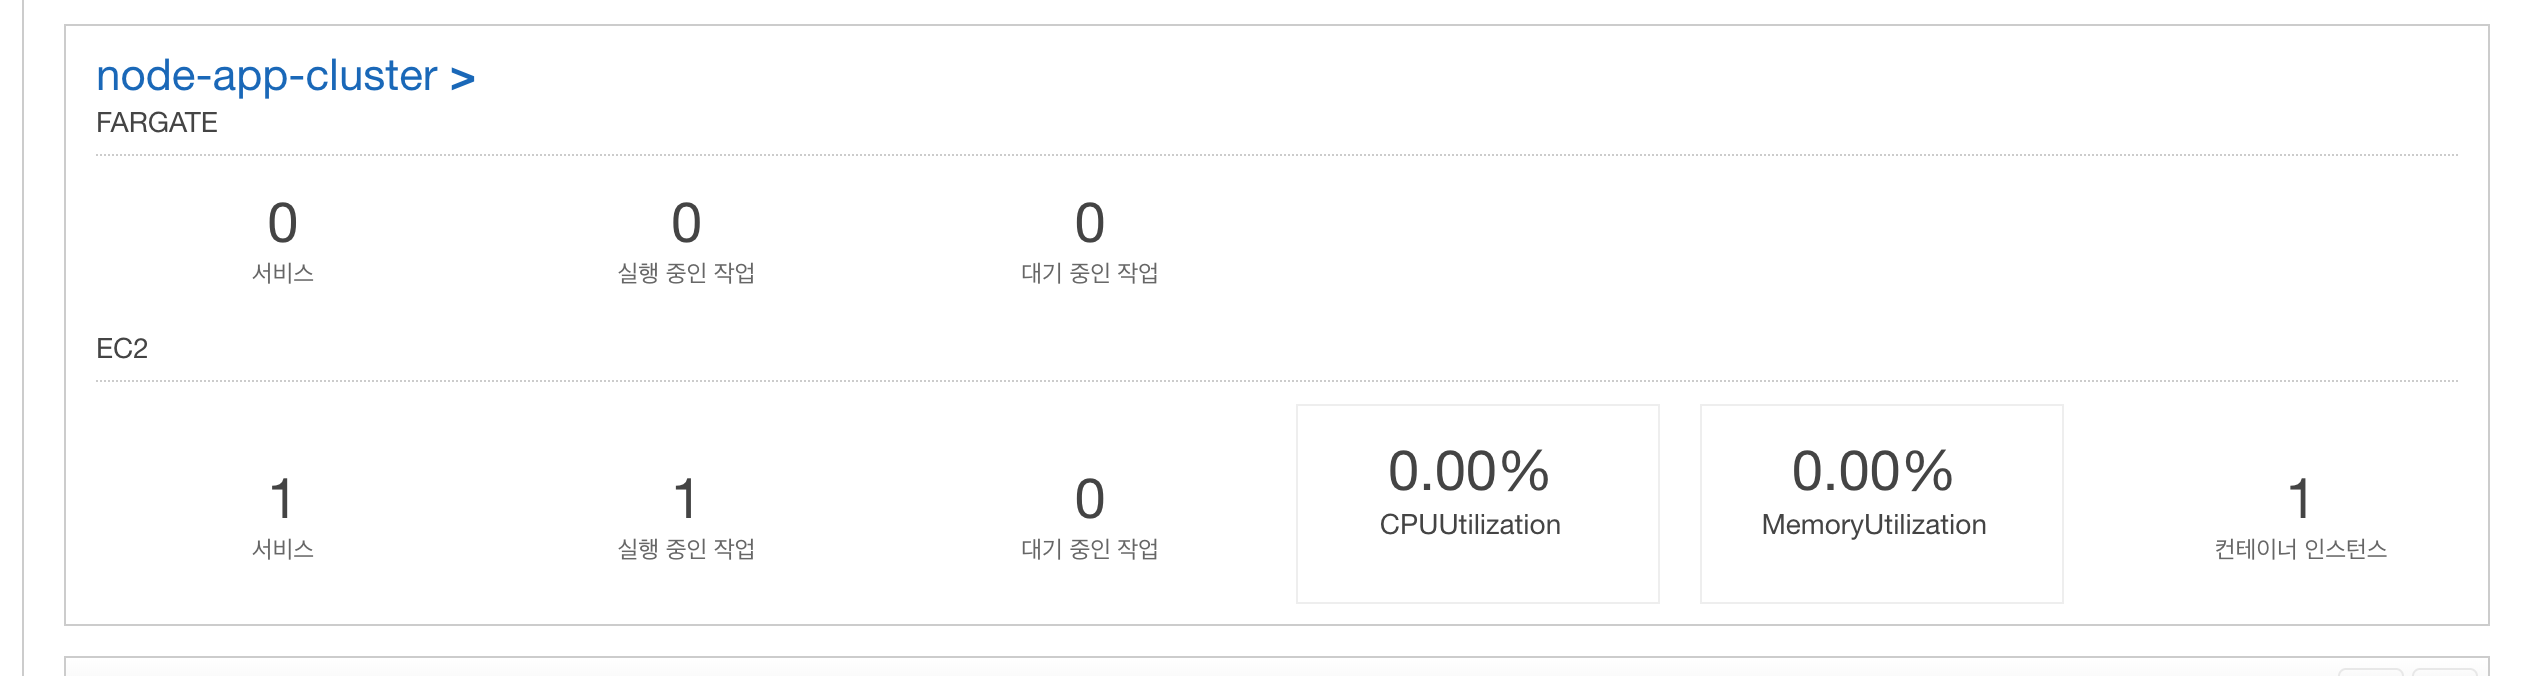 node-app-cluster >
FARGATE
0
서비스
0
실행 중인 작업
0
대기 중인 작업
EC2
1
서비스
1
실행 중인 작업
0
대기 중인 작업
0.00%
CPUUtilization
0.00%
MemoryUtilization
1
컨테이너 인스턴스